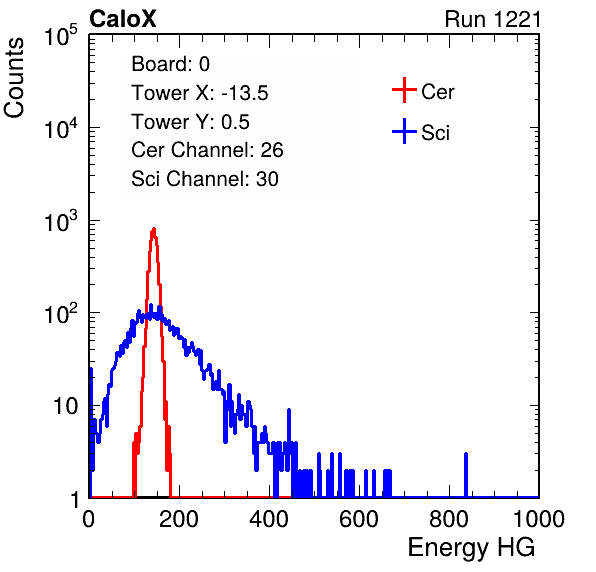 CaloX Run 1221
Counts
Board: 0
Tower X: -13.5
Tower Y: 0.5
Cer Channel: 26
Sci Channel: 30
Cer
Sci
10^5
10^4
10^3
10^2
10
1
0 200 400 600 800 1000
Energy HG